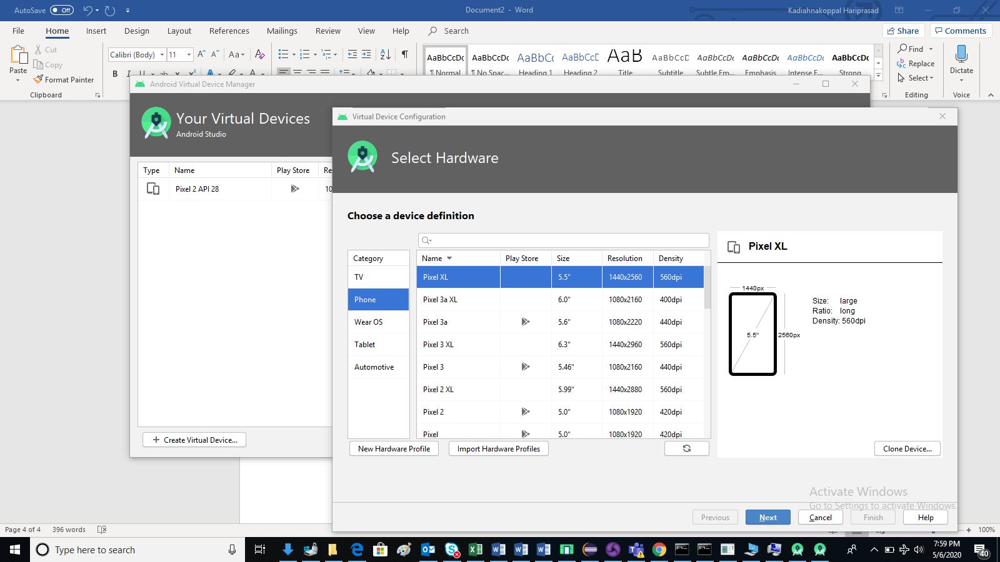 AutoSave Off
Document2 - Word
Kadiahnakoppal Hariprasad
File Home Insert Design Layout References Mailings Review View Help Search
Share Comments
Paste
Cut
Copy
Format Painter
Clipboard
Calibri (Body) 11
Aa
B I U ab x x² A
AaBbCcDc AaBbCcDc AaBbCc AaBbCcD AaB AaBbCcD AaBbCcDc AaBbCcDc AaBbCcDc AaBbCcDc
¶ Normal ¶ No Spac... Heading 1 Heading 2 Title Subtitle Subtle Em... Emphasis Intense E... Strong
Find
Replace
Select
Editing
Dictate
Voice
Android Virtual Device Manager
Your Virtual Devices
Android Studio
Type Name Play Store Re
Pixel 2 API 28 10
+ Create Virtual Device...
Virtual Device Configuration
Select Hardware
Choose a device definition
Category
TV
Phone
Wear OS
Tablet
Automotive
Name Play Store Size Resolution Density
Pixel XL 5.5" 1440x2560 560dpi
Pixel 3a XL 6.0" 1080x2160 400dpi
Pixel 3a 5.6" 1080x2220 440dpi
Pixel 3 XL 6.3" 1440x2960 560dpi
Pixel 3 5.46" 1080x2160 440dpi
Pixel 2 XL 5.99" 1440x2880 560dpi
Pixel 2 5.0" 1080x1920 420dpi
Pixel 5.0" 1080x1920 420dpi
New Hardware Profile Import Hardware Profiles
Pixel XL
1440px
5.5"
2560px
Size: large
Ratio: long
Density: 560dpi
Clone Device...
Activate Windows
Go to Settings to activate Windows.
Previous Next Cancel Finish Help
Page 4 of 4 396 words
+ 100%
Type here to search
7:59 PM
5/6/2020
40